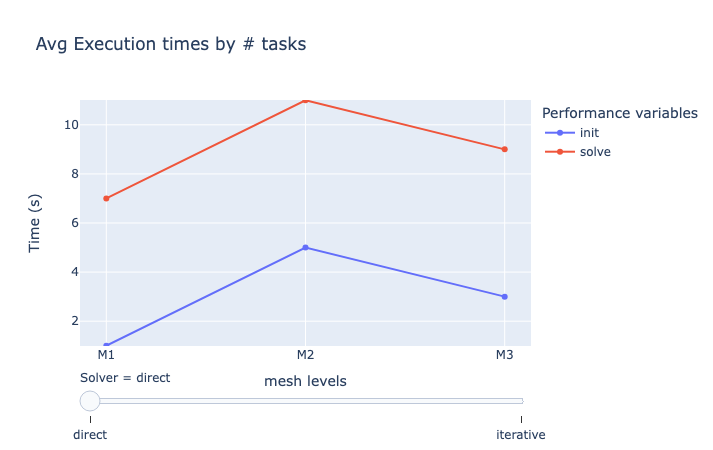 Avg Execution times by # tasks
Performance variables
init
solve
Time (s)
10
8
6
4
2
M1 M2 M3
mesh levels
Solver = direct
direct iterative